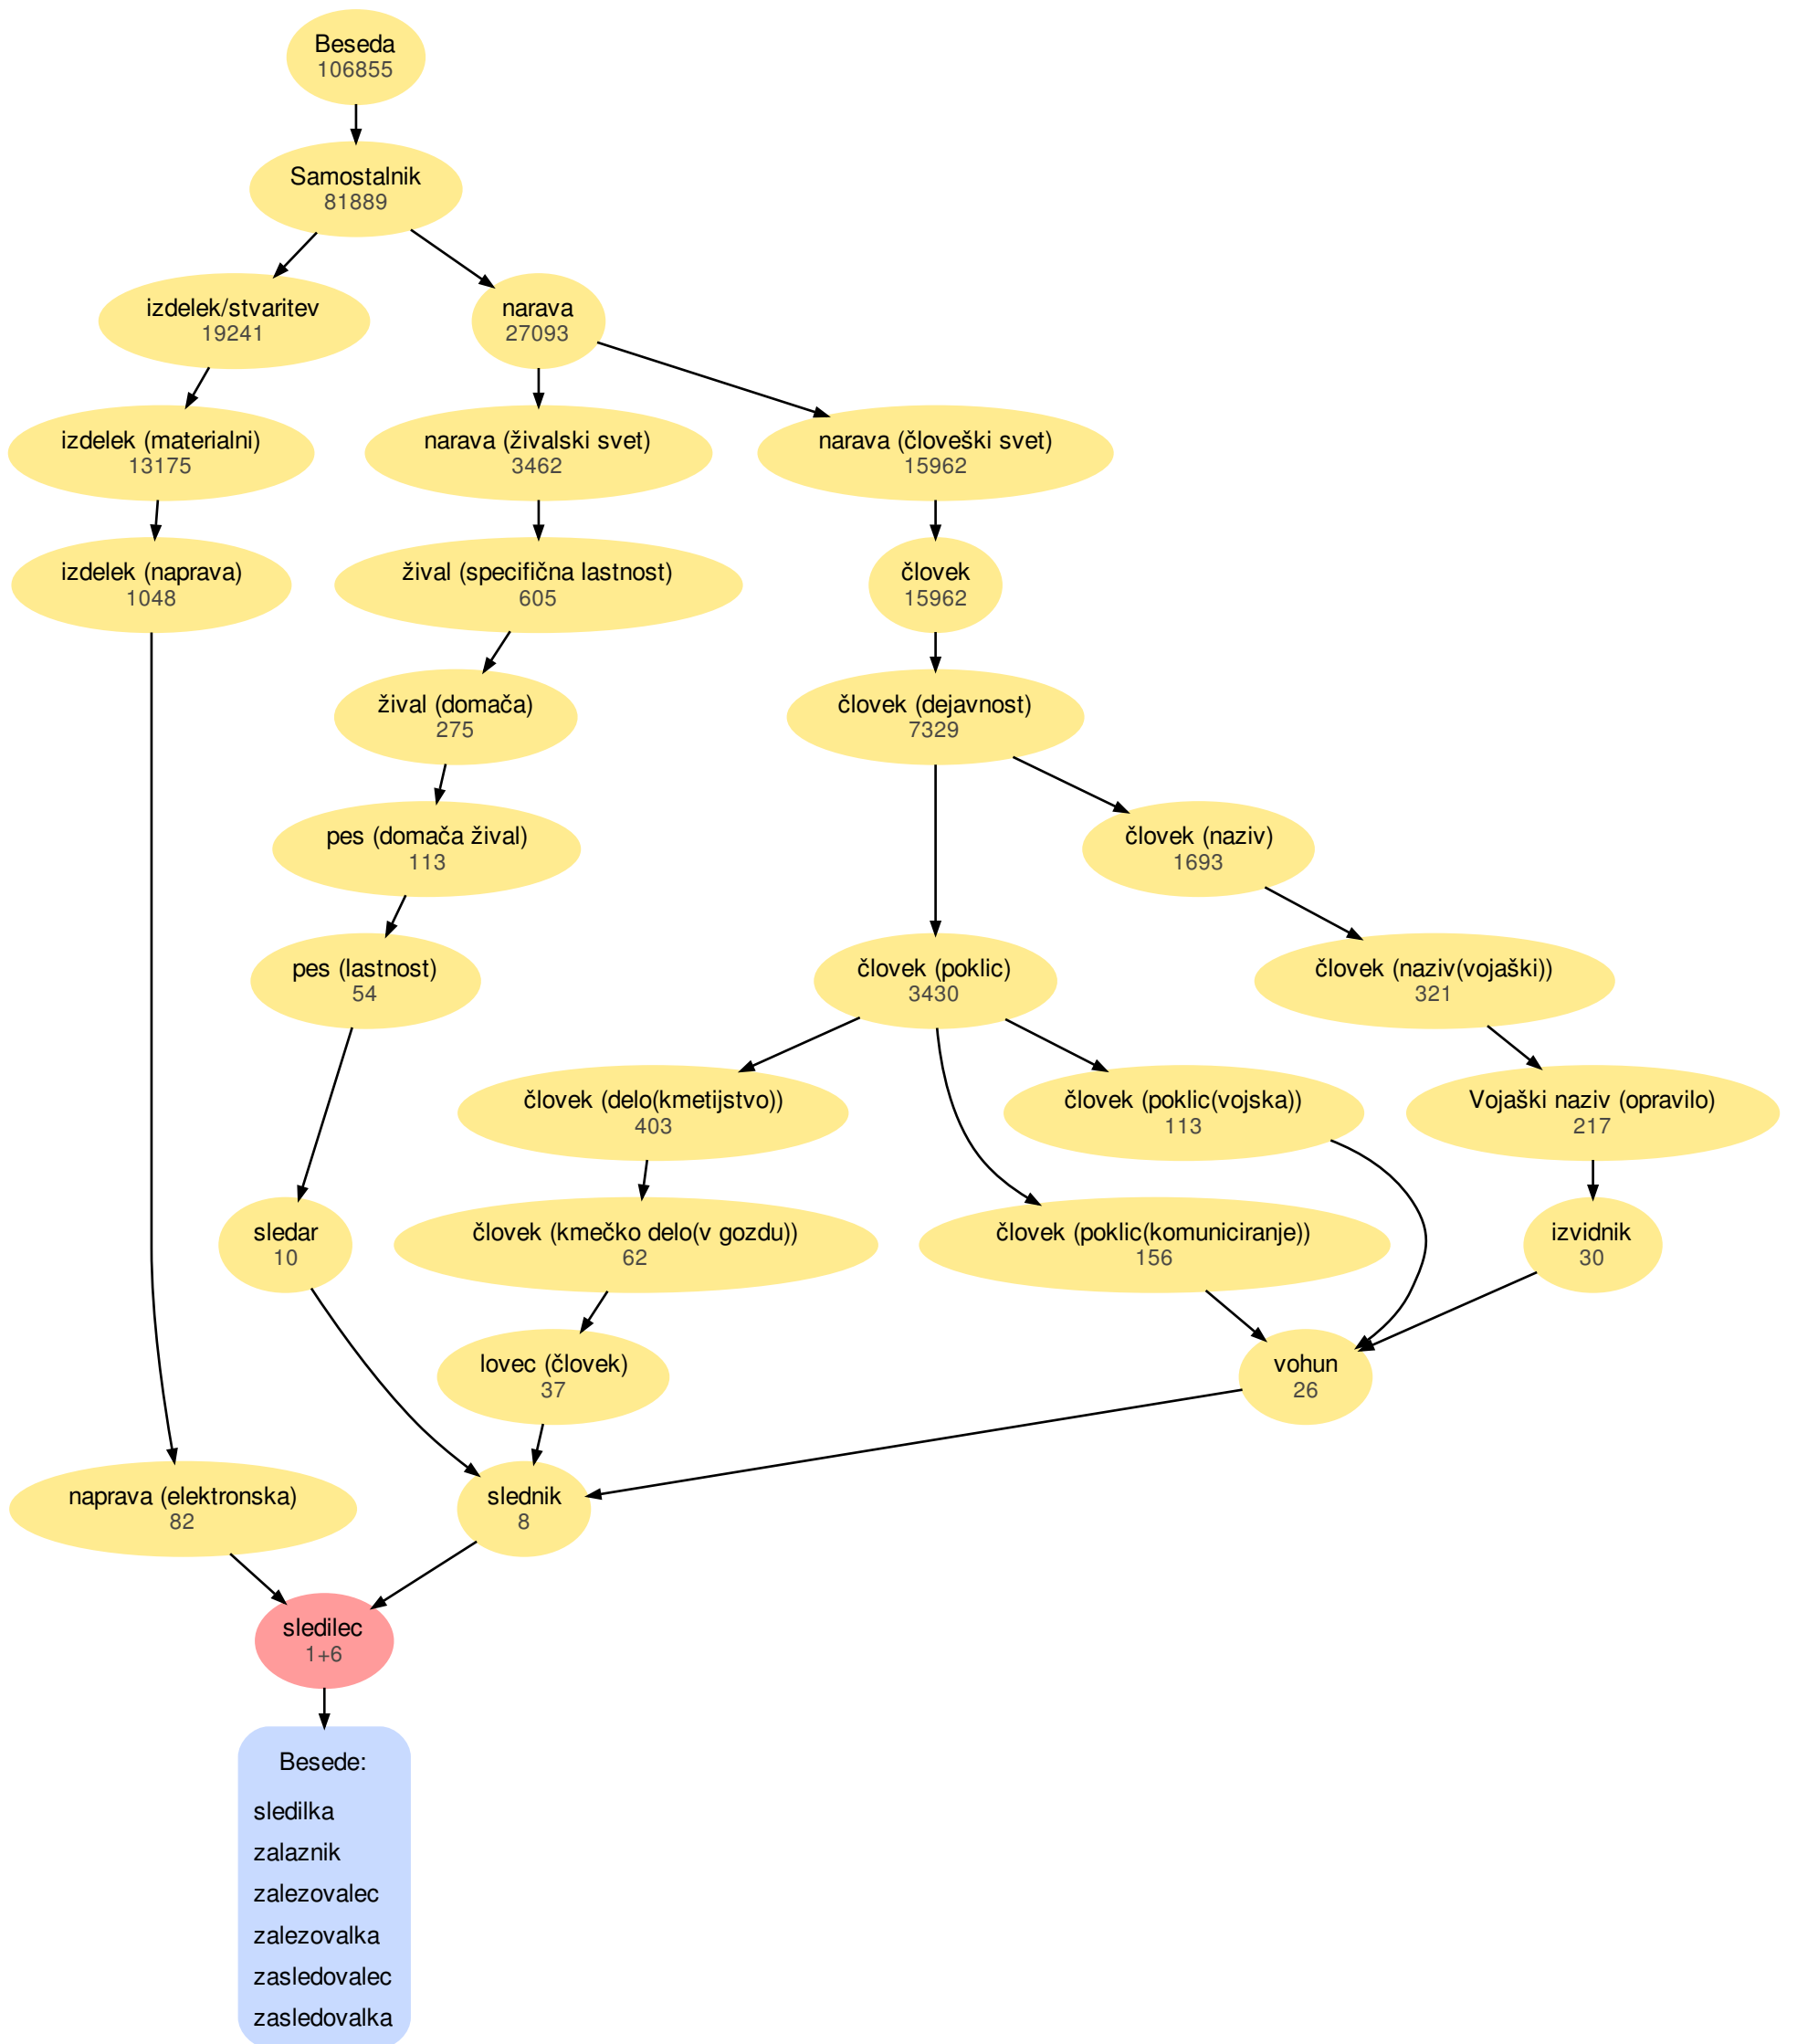 Beseda
106855
Samostalnik
81889
izdelek/stvaritev
19241
narava
27093
izdelek (materialni)
13175
narava (živalski svet)
3462
narava (človeški svet)
15962
izdelek (naprava)
1048
žival (specifična lastnost)
605
človek
15962
žival (domača)
275
človek (dejavnost)
7329
pes (domača žival)
113
človek (naziv)
1693
pes (lastnost)
54
človek (poklic)
3430
človek (naziv(vojaški))
321
človek (delo(kmetijstvo))
403
človek (poklic(vojska))
113
Vojaški naziv (opravilo)
217
sledar
10
človek (kmečko delo(v gozdu))
62
človek (poklic(komuniciranje))
156
izvidnik
30
lovec (človek)
37
vohun
26
naprava (elektronska)
82
slednik
8
sledilec
1+6
Besede:
sledilka
zalaznik
zalezovalec
zalezovalka
zasledovalec
zasledovalka